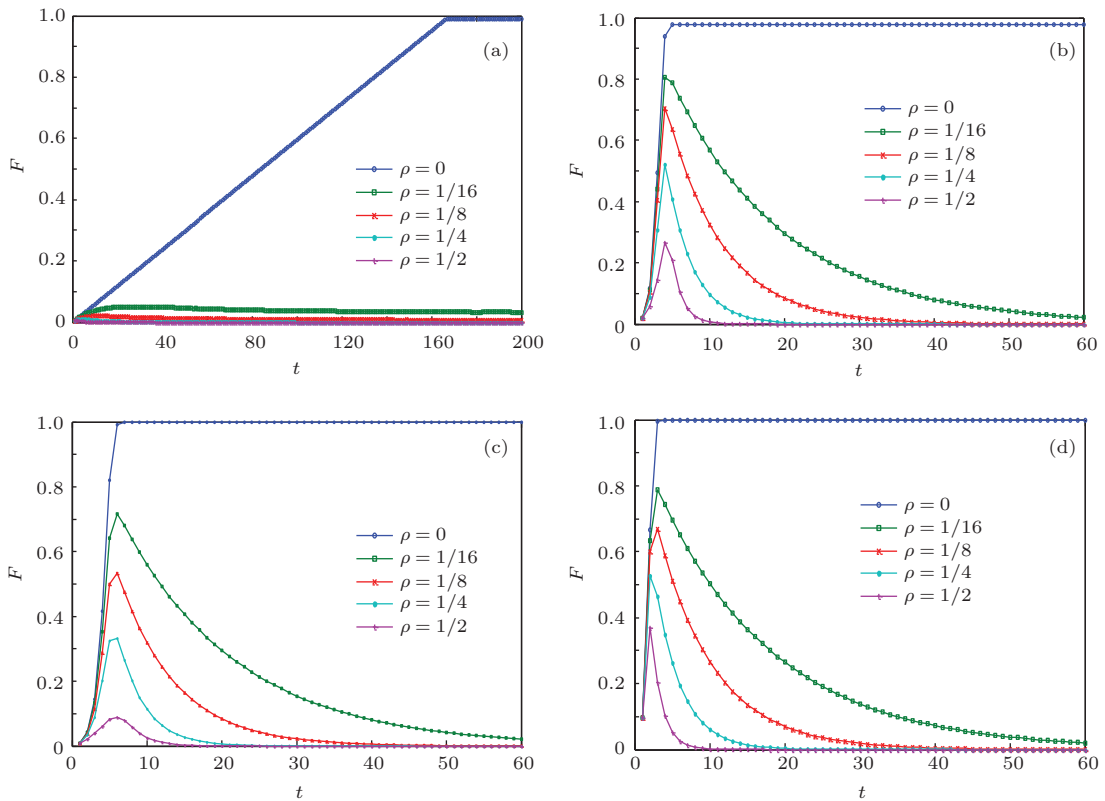 (a)
F
1.0
0.8
0.6
0.4
0.2
0
ρ = 0
ρ = 1/16
ρ = 1/8
ρ = 1/4
ρ = 1/2
0 40 80 120 160 200
t
(b)
F
1.0
0.8
0.6
0.4
0.2
0
ρ = 0
ρ = 1/16
ρ = 1/8
ρ = 1/4
ρ = 1/2
0 10 20 30 40 50 60
t
(c)
F
1.0
0.8
0.6
0.4
0.2
0
ρ = 0
ρ = 1/16
ρ = 1/8
ρ = 1/4
ρ = 1/2
0 10 20 30 40 50 60
t
(d)
F
1.0
0.8
0.6
0.4
0.2
0
ρ = 0
ρ = 1/16
ρ = 1/8
ρ = 1/4
ρ = 1/2
0 10 20 30 40 50 60
t